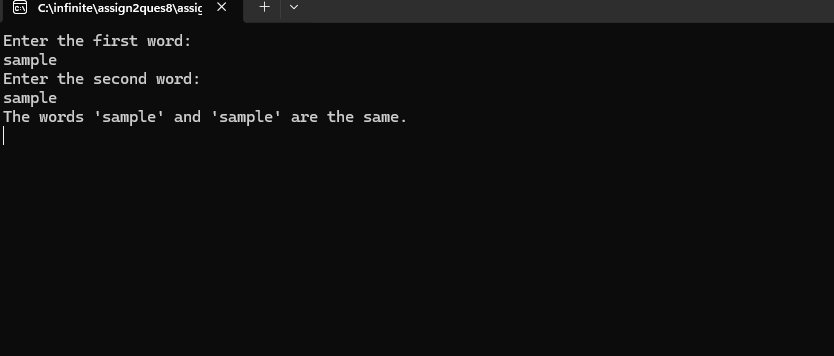 C:\infinite\assign2ques8\assig
Enter the first word:
sample
Enter the second word:
sample
The words 'sample' and 'sample' are the same.